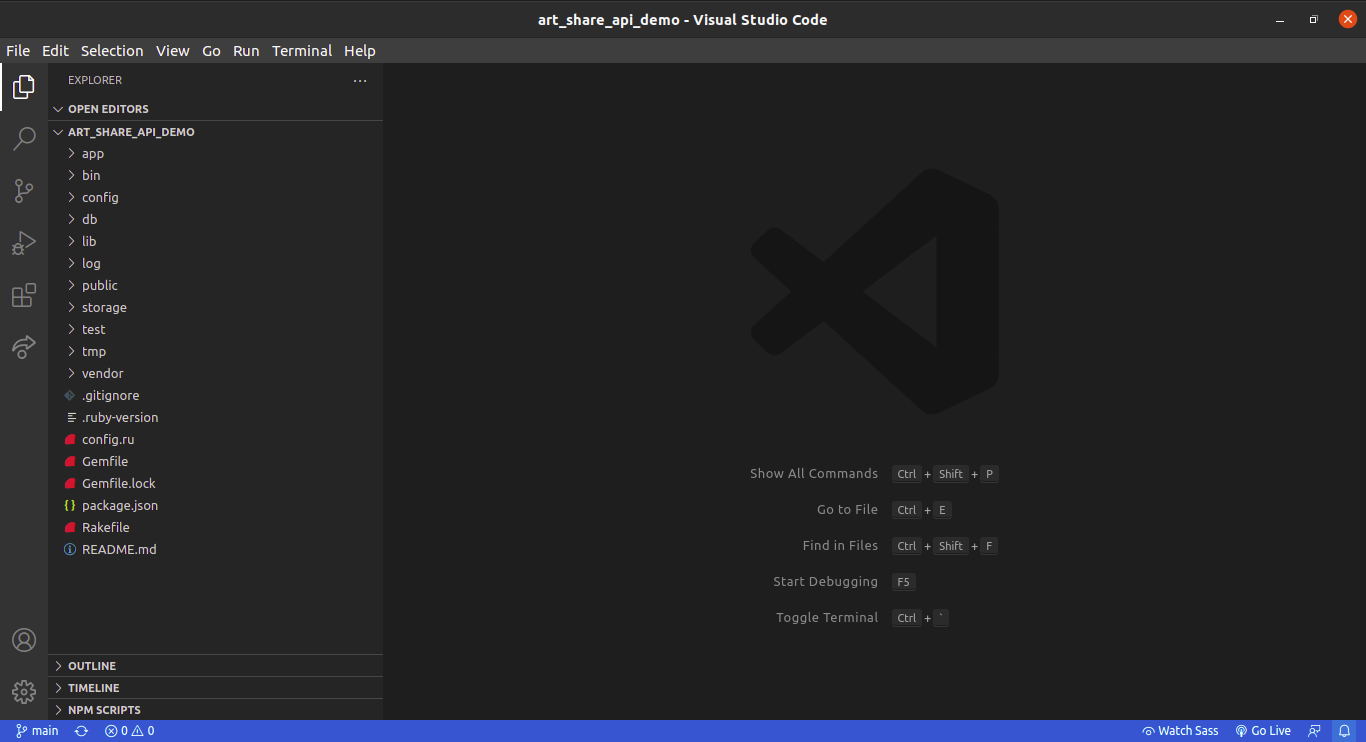 art_share_api_demo - Visual Studio Code
File Edit Selection View Go Run Terminal Help
EXPLORER
OPEN EDITORS
ART_SHARE_API_DEMO
app
bin
config
db
lib
log
public
storage
test
tmp
vendor
.gitignore
.ruby-version
config.ru
Gemfile
Gemfile.lock
{} package.json
Rakefile
README.md
OUTLINE
TIMELINE
NPM SCRIPTS
Show All Commands Ctrl + Shift + P
Go to File Ctrl + E
Find in Files Ctrl + Shift + F
Start Debugging F5
Toggle Terminal Ctrl + `
main 0 0 Watch Sass Go Live